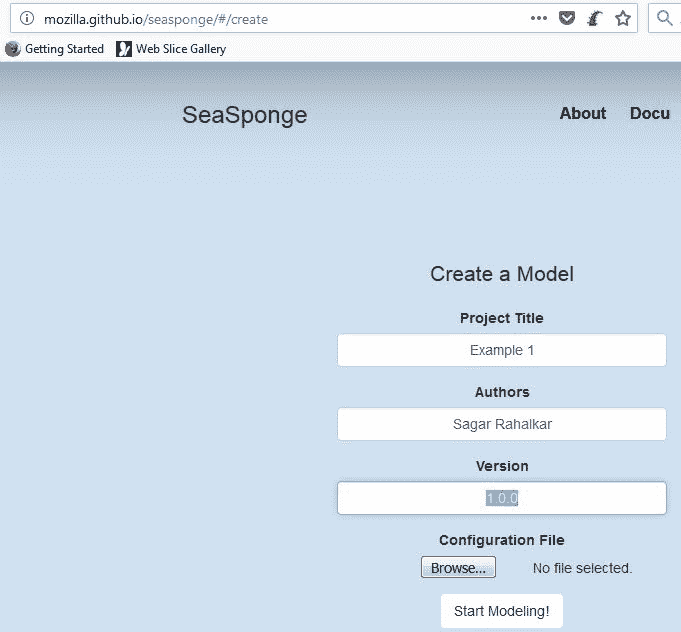 mozilla.github.io/seasponge/#/create
Getting Started Web Slice Gallery
SeaSponge About Docu
Create a Model
Project Title
Example 1
Authors
Sagar Rahalkar
Version
1.0.0
Configuration File
Browse... No file selected.
Start Modeling!